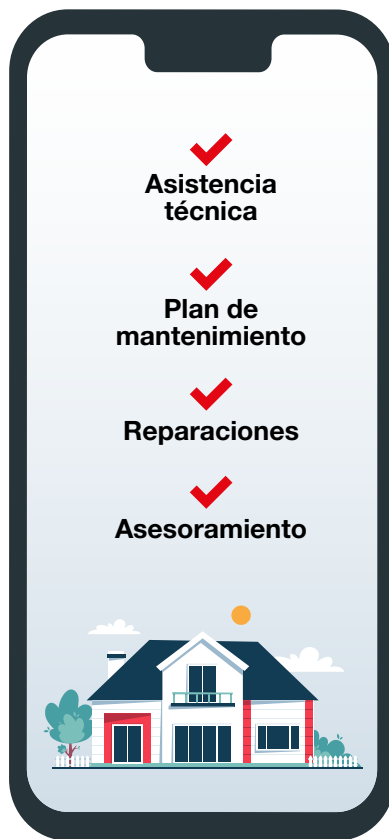 Asistencia
técnica
Plan de
mantenimiento
Reparaciones
Asesoramiento